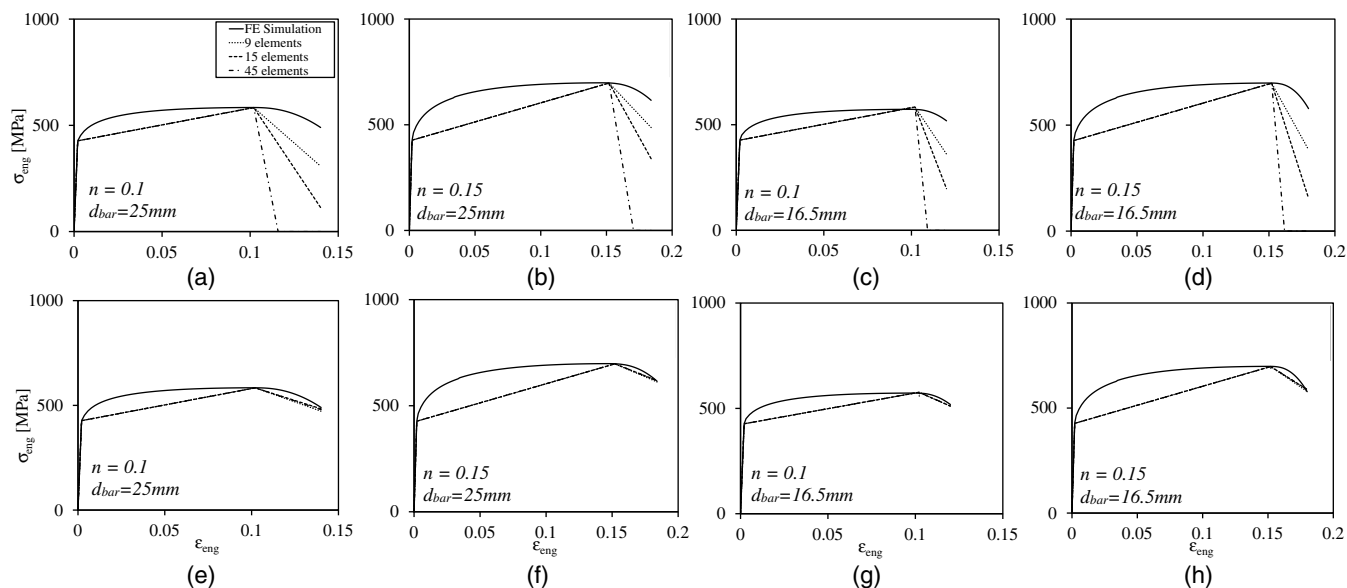 1000
500
0
σeng [MPa]
FE Simulation
9 elements
15 elements
45 elements
n = 0.1
dbar=25mm
0 0.05 0.1 0.15
(a)
1000
500
0
n = 0.15
dbar=25mm
0 0.05 0.1 0.15 0.2
(b)
1000
500
0
n = 0.1
dbar=16.5mm
0 0.05 0.1 0.15
(c)
1000
500
0
n = 0.15
dbar=16.5mm
0 0.05 0.1 0.15 0.2
(d)
1000
500
0
σeng [MPa]
n = 0.1
dbar=25mm
0 0.05 0.1 0.15
εeng
(e)
1000
500
0
n = 0.15
dbar=25mm
0 0.05 0.1 0.15 0.2
εeng
(f)
1000
500
0
n = 0.1
dbar=16.5mm
0 0.05 0.1 0.15
εeng
(g)
1000
500
0
n = 0.15
dbar=16.5mm
0 0.05 0.1 0.15 0.2
εeng
(h)